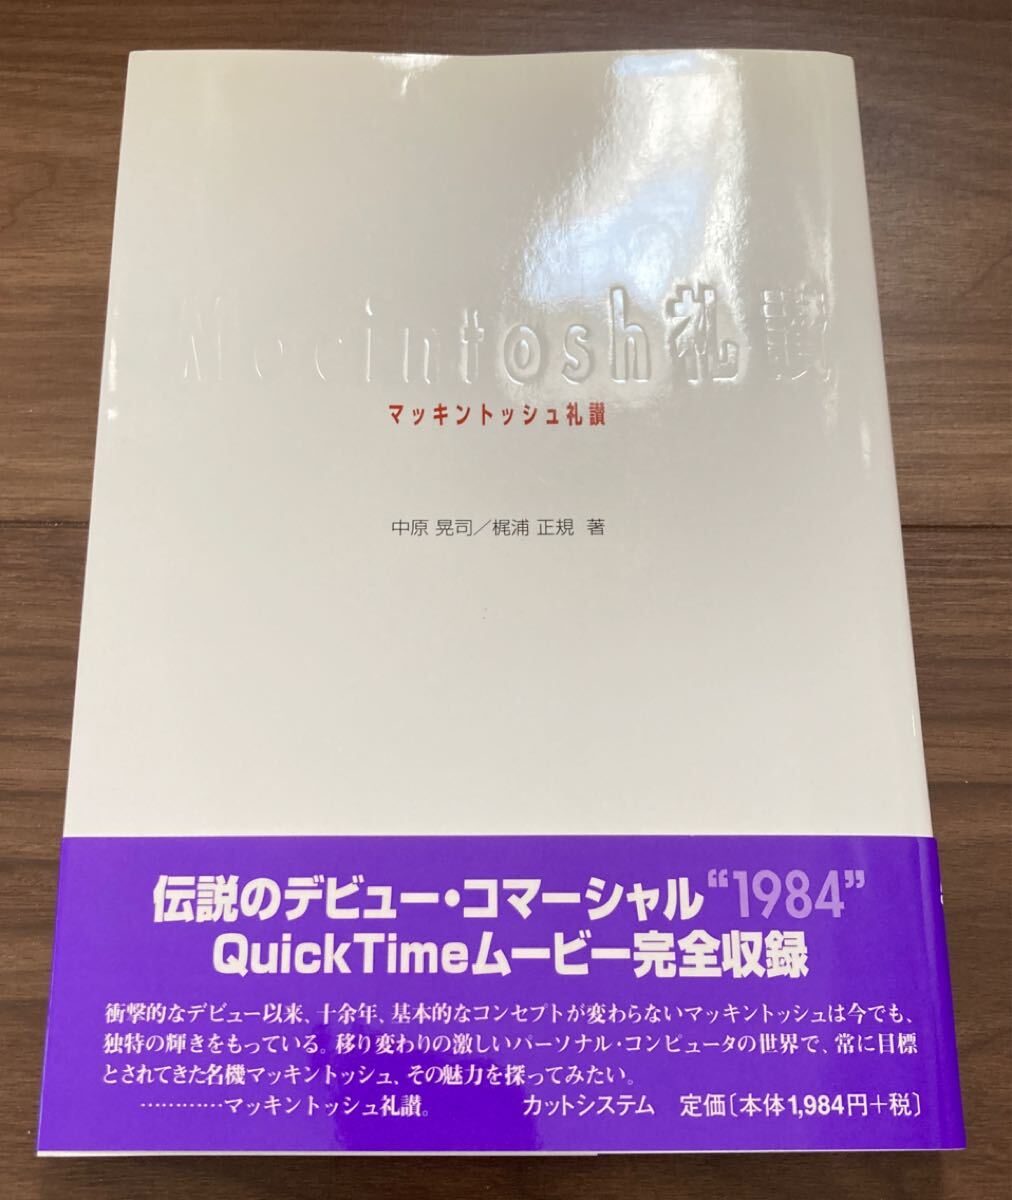 Macintosh礼讃
マッキントッシュ礼讃
中原 晃司／梶浦 正規 著
伝説のデビュー・コマーシャル“1984”
QuickTimeムービー完全収録
衝撃的なデビュー以来、十余年、基本的なコンセプトが変わらないマッキントッシュは今でも、
独特の輝きをもっている。移り変わりの激しいパーソナル・コンピュータの世界で、常に目標
とされてきた名機マッキントッシュ、その魅力を探ってみたい。
…………マッキントッシュ礼讃。 カットシステム 定価〔本体1,984円＋税〕